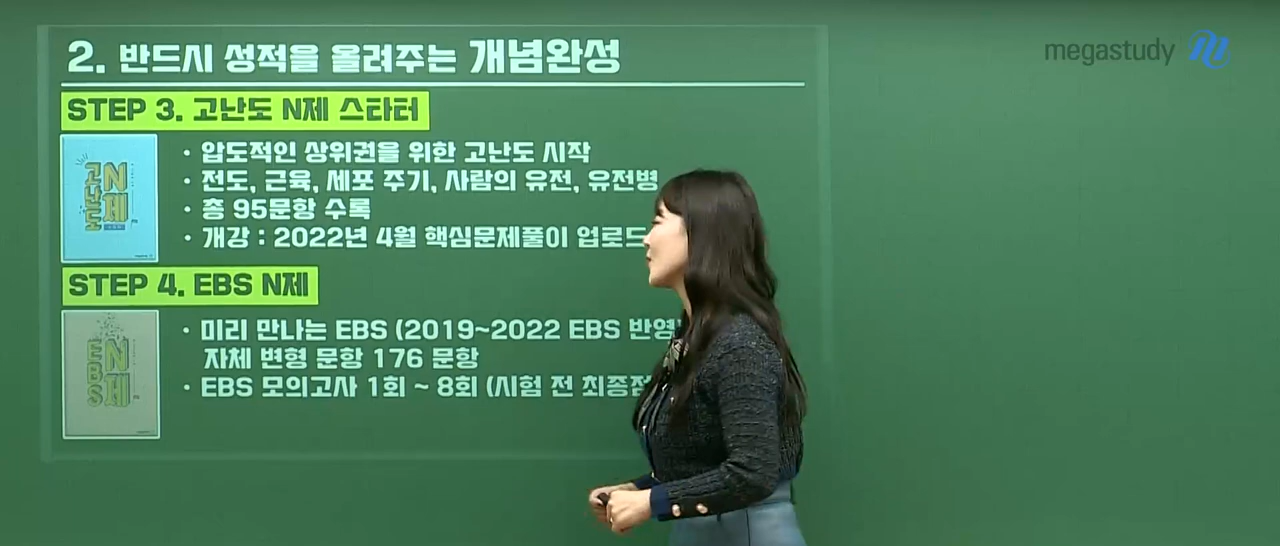 megastudy
2. 반드시 성적을 올려주는 개념완성
STEP 3. 고난도 N제 스타터
고난도 N제
· 압도적인 상위권을 위한 고난도 시작
· 전도, 근육, 세포 주기, 사람의 유전, 유전병
· 총 95문항 수록
· 개강 : 2022년 4월 핵심문제풀이 업로드
STEP 4. EBS N제
EBS N제
· 미리 만나는 EBS (2019~2022 EBS 반영
자체 변형 문항 176 문항
· EBS 모의고사 1회 ~ 8회 (시험 전 최종점